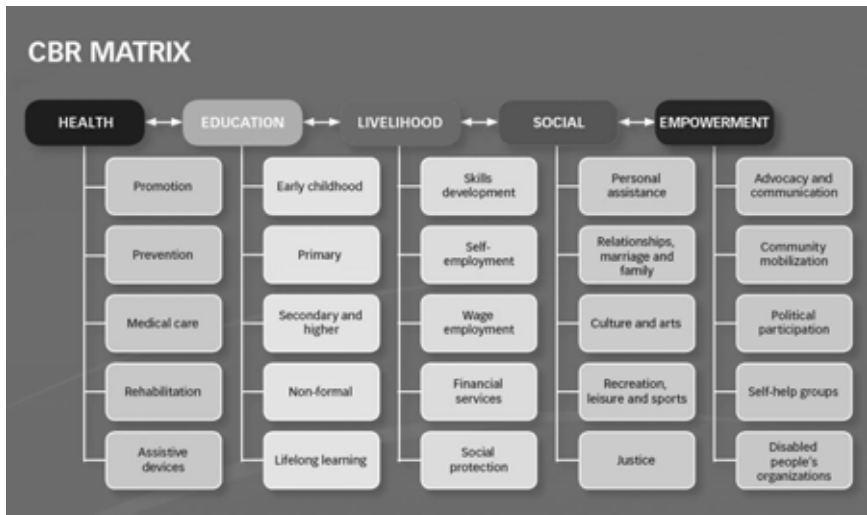 CBR MATRIX
HEALTH
EDUCATION
LIVELIHOOD
SOCIAL
EMPOWERMENT
Promotion
Prevention
Medical care
Rehabilitation
Assistive
devices
Early childhood
Primary
Secondary and
higher
Non-formal
Lifelong learning
Skills
development
Self-
employment
Wage
employment
Financial
services
Social
protection
Personal
assistance
Relationships,
marriage and
family
Culture and arts
Recreation,
leisure and sports
Justice
Advocacy and
communication
Community
mobilization
Political
participation
Self-help groups
Disabled
people's
organizations